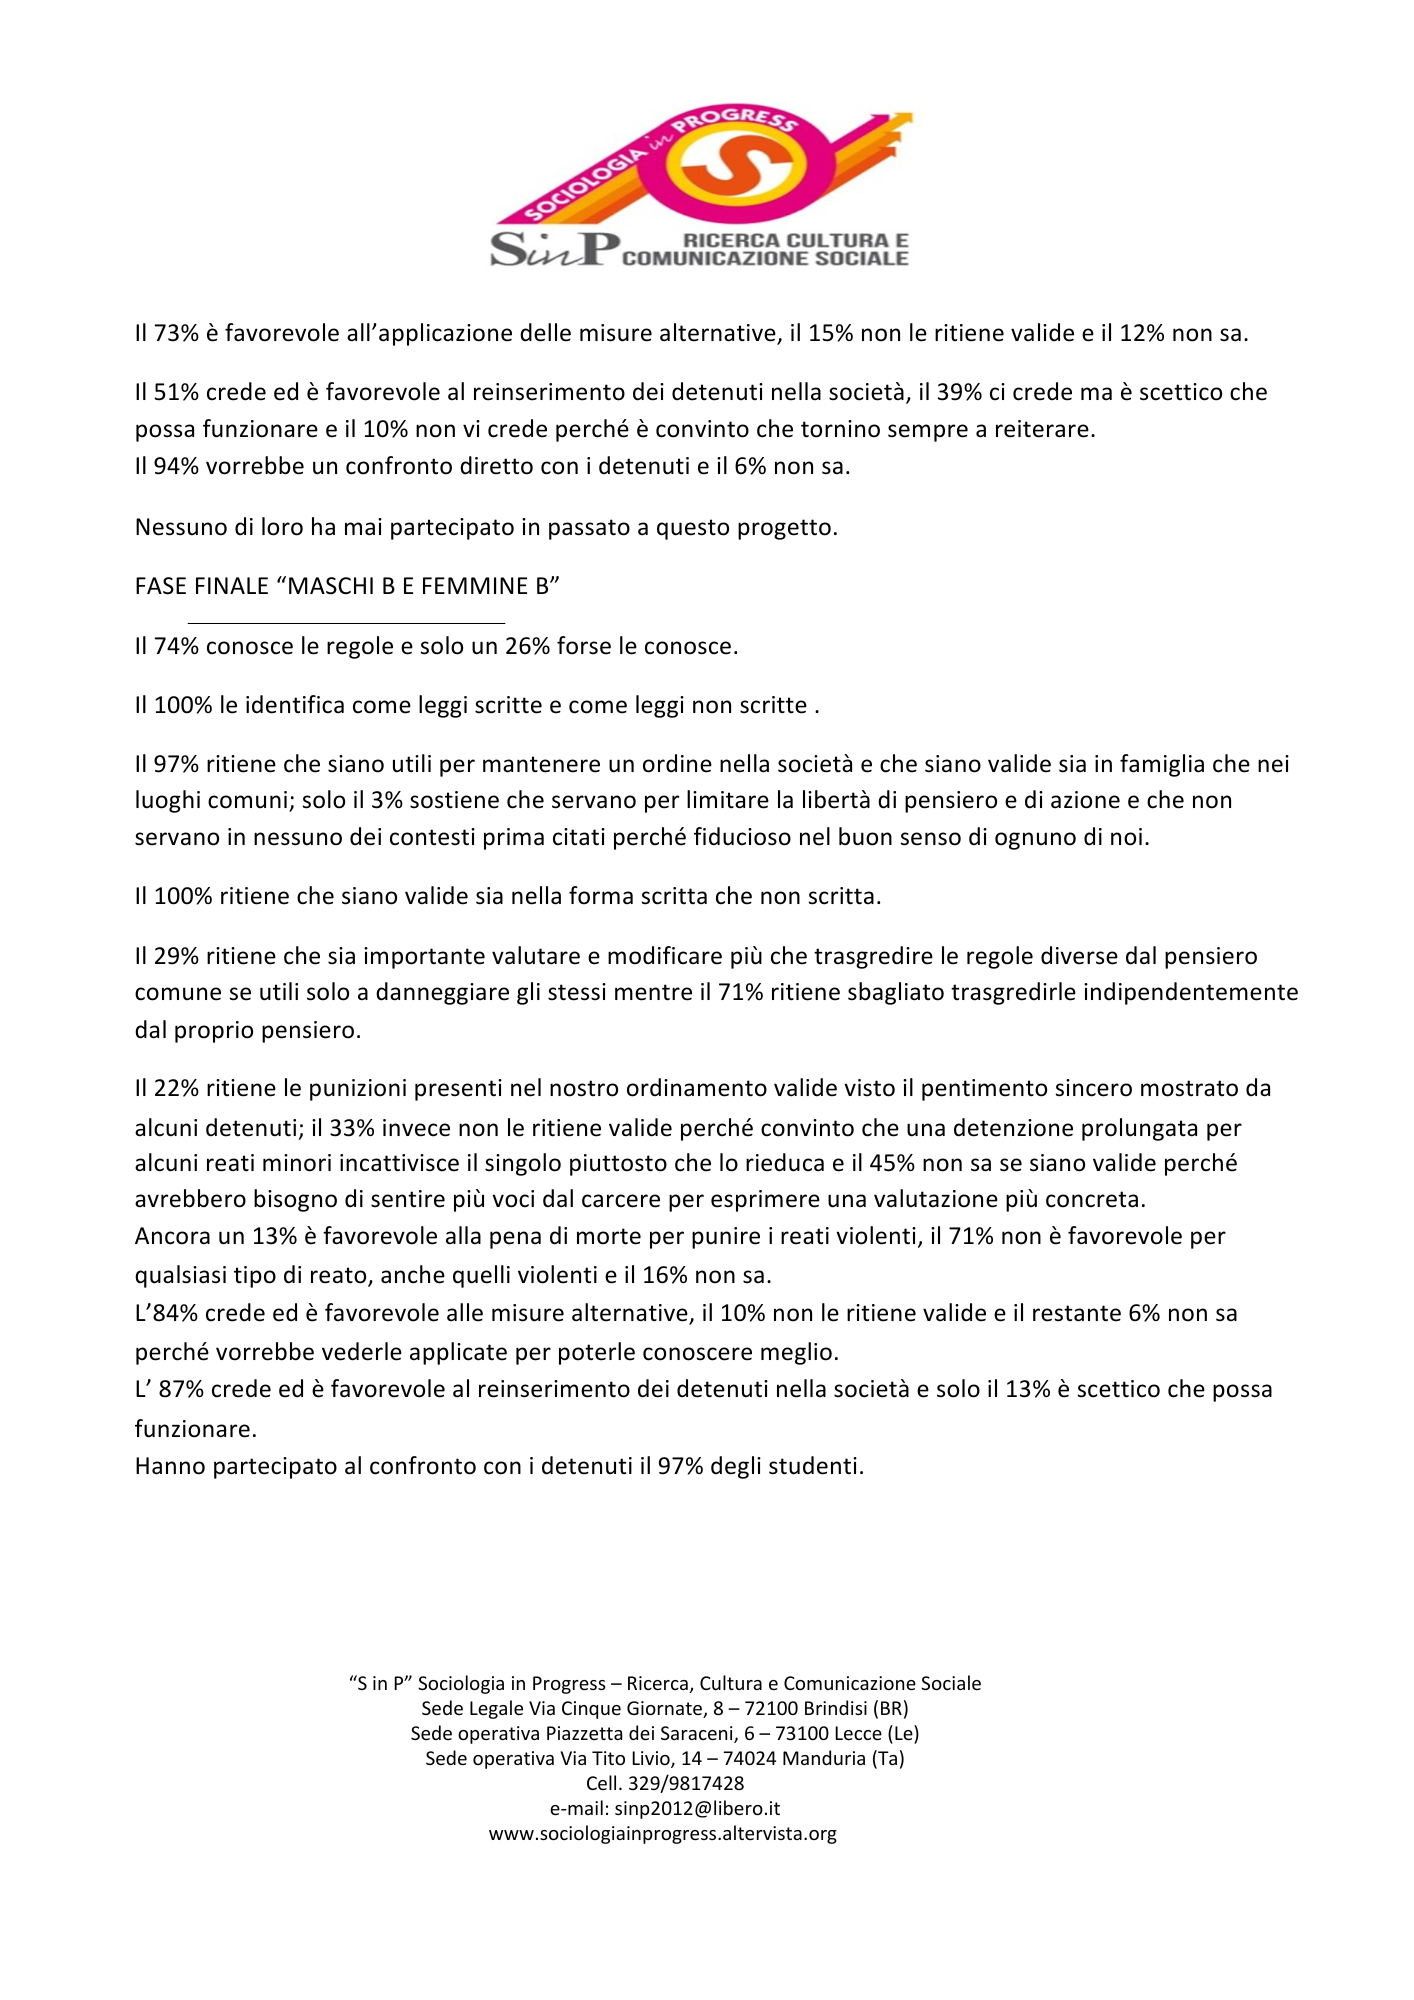 SOCIOLOGIA in PROGRESS
S
SinP RICERCA CULTURA E
COMUNICAZIONE SOCIALE
Il 73% è favorevole all’applicazione delle misure alternative, il 15% non le ritiene valide e il 12% non sa.
Il 51% crede ed è favorevole al reinserimento dei detenuti nella società, il 39% ci crede ma è scettico che
possa funzionare e il 10% non vi crede perché è convinto che tornino sempre a reiterare.
Il 94% vorrebbe un confronto diretto con i detenuti e il 6% non sa.
Nessuno di loro ha mai partecipato in passato a questo progetto.
FASE FINALE “MASCHI B E FEMMINE B”
Il 74% conosce le regole e solo un 26% forse le conosce.
Il 100% le identifica come leggi scritte e come leggi non scritte .
Il 97% ritiene che siano utili per mantenere un ordine nella società e che siano valide sia in famiglia che nei
luoghi comuni; solo il 3% sostiene che servano per limitare la libertà di pensiero e di azione e che non
servano in nessuno dei contesti prima citati perché fiducioso nel buon senso di ognuno di noi.
Il 100% ritiene che siano valide sia nella forma scritta che non scritta.
Il 29% ritiene che sia importante valutare e modificare più che trasgredire le regole diverse dal pensiero
comune se utili solo a danneggiare gli stessi mentre il 71% ritiene sbagliato trasgredirle indipendentemente
dal proprio pensiero.
Il 22% ritiene le punizioni presenti nel nostro ordinamento valide visto il pentimento sincero mostrato da
alcuni detenuti; il 33% invece non le ritiene valide perché convinto che una detenzione prolungata per
alcuni reati minori incattivisce il singolo piuttosto che lo rieduca e il 45% non sa se siano valide perché
avrebbero bisogno di sentire più voci dal carcere per esprimere una valutazione più concreta.
Ancora un 13% è favorevole alla pena di morte per punire i reati violenti, il 71% non è favorevole per
qualsiasi tipo di reato, anche quelli violenti e il 16% non sa.
L’84% crede ed è favorevole alle misure alternative, il 10% non le ritiene valide e il restante 6% non sa
perché vorrebbe vederle applicate per poterle conoscere meglio.
L’ 87% crede ed è favorevole al reinserimento dei detenuti nella società e solo il 13% è scettico che possa
funzionare.
Hanno partecipato al confronto con i detenuti il 97% degli studenti.
“S in P” Sociologia in Progress – Ricerca, Cultura e Comunicazione Sociale
Sede Legale Via Cinque Giornate, 8 – 72100 Brindisi (BR)
Sede operativa Piazzetta dei Saraceni, 6 – 73100 Lecce (Le)
Sede operativa Via Tito Livio, 14 – 74024 Manduria (Ta)
Cell. 329/9817428
e-mail: sinp2012@libero.it
www.sociologiainprogress.altervista.org